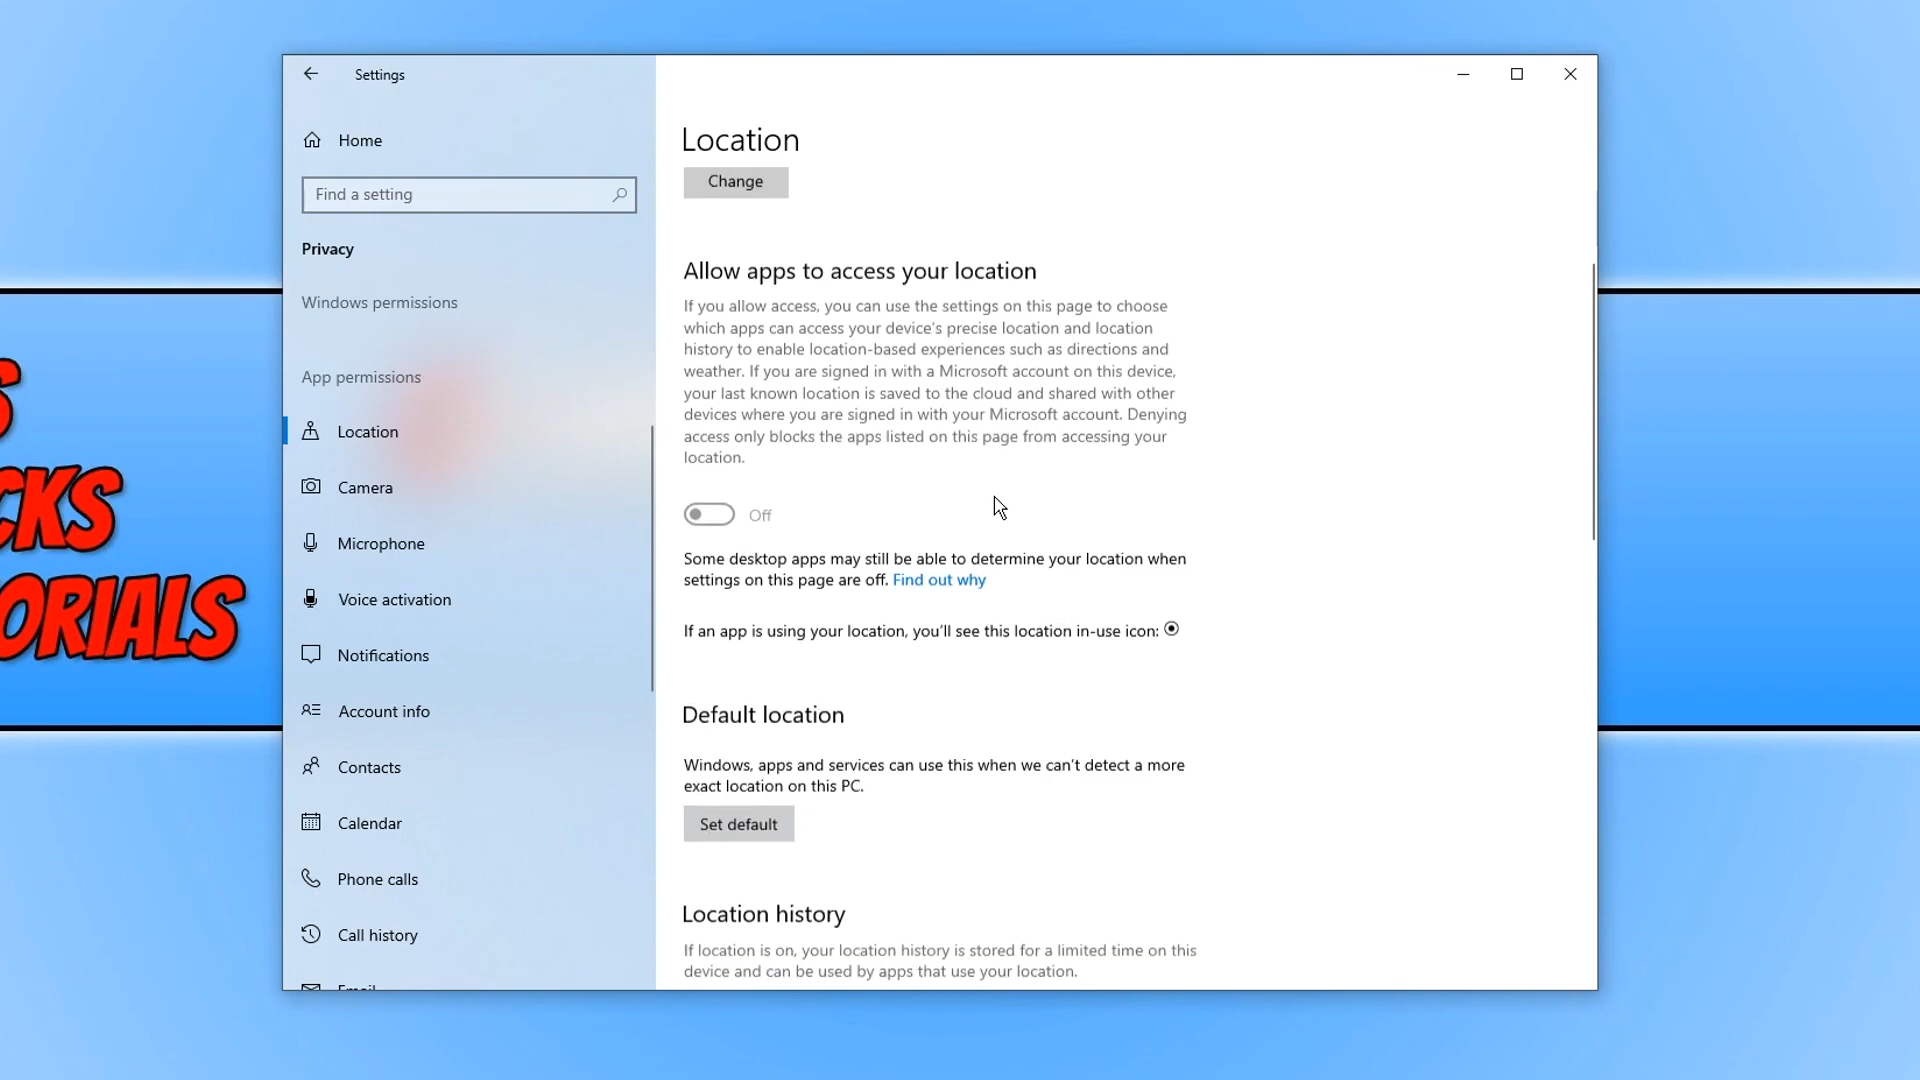 Settings
Home
Find a setting
Privacy
Windows permissions
App permissions
Location
Camera
Microphone
Voice activation
Notifications
Account info
Contacts
Calendar
Phone calls
Call history
Email
Location
Change
Allow apps to access your location
If you allow access, you can use the settings on this page to choose
which apps can access your device's precise location and location
history to enable location-based experiences such as directions and
weather. If you are signed in with a Microsoft account on this device,
your last known location is saved to the cloud and shared with other
devices where you are signed in with your Microsoft account. Denying
access only blocks the apps listed on this page from accessing your
location.
Off
Some desktop apps may still be able to determine your location when
settings on this page are off. Find out why
If an app is using your location, you'll see this location in-use icon:
Default location
Windows, apps and services can use this when we can't detect a more
exact location on this PC.
Set default
Location history
If location is on, your location history is stored for a limited time on this
device and can be used by apps that use your location.